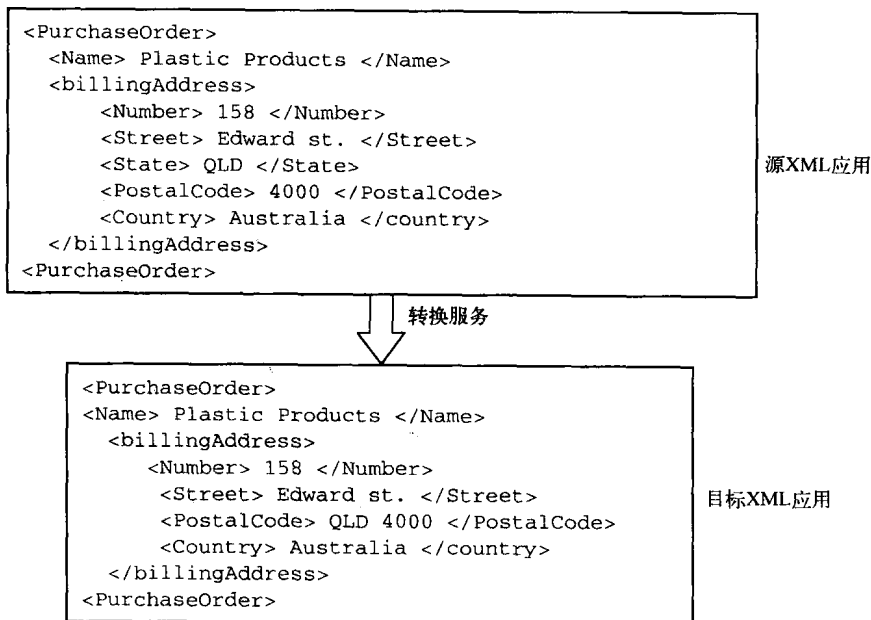 <PurchaseOrder>
<Name> Plastic Products </Name>
<billingAddress>
<Number> 158 </Number>
<Street> Edward st. </Street>
<State> QLD </State>
<PostalCode> 4000 </PostalCode>
<Country> Australia </country>
</billingAddress>
<PurchaseOrder>
源XML应用
转换服务
<PurchaseOrder>
<Name> Plastic Products </Name>
<billingAddress>
<Number> 158 </Number>
<Street> Edward st. </Street>
<PostalCode> QLD 4000 </PostalCode>
<Country> Australia </country>
</billingAddress>
<PurchaseOrder>
目标XML应用